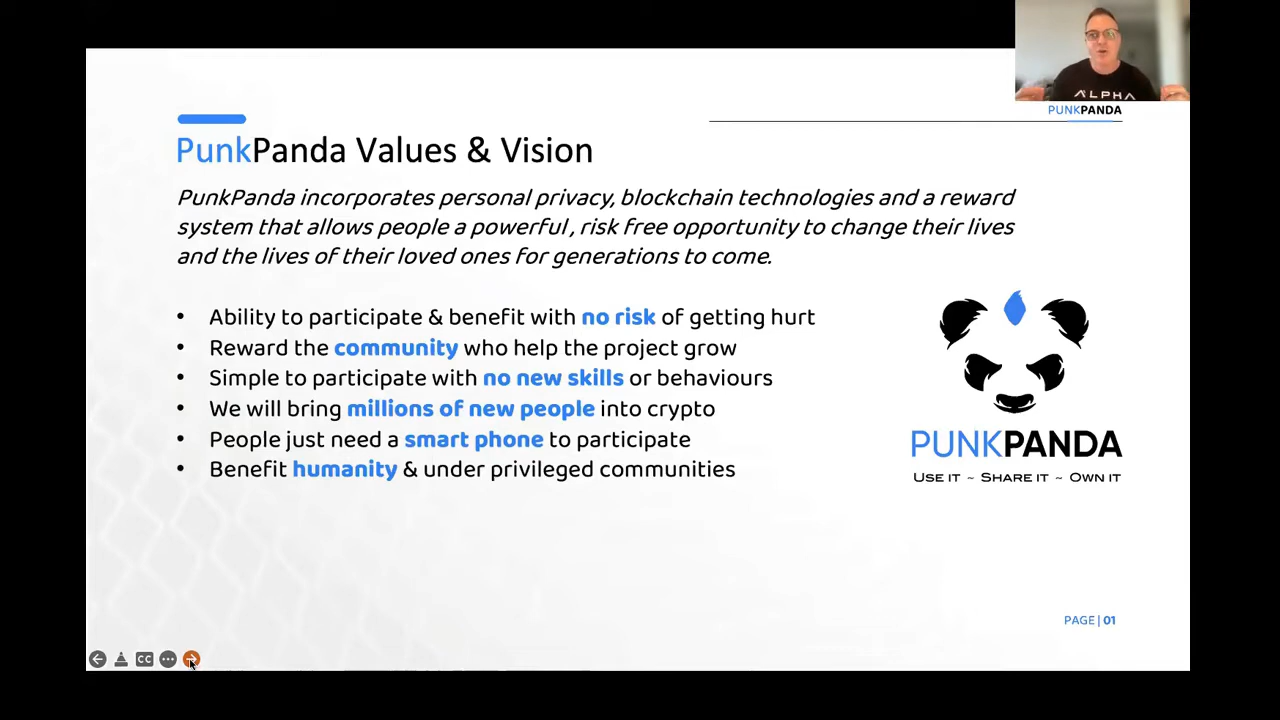 ALPHA
PUNKPANDA
PunkPanda Values & Vision
PunkPanda incorporates personal privacy, blockchain technologies and a reward
system that allows people a powerful , risk free opportunity to change their lives
and the lives of their loved ones for generations to come.
• Ability to participate & benefit with no risk of getting hurt
• Reward the community who help the project grow
• Simple to participate with no new skills or behaviours
• We will bring millions of new people into crypto
• People just need a smart phone to participate
• Benefit humanity & under privileged communities
PUNKPANDA
USE IT ~ SHARE IT ~ OWN IT
PAGE | 01
CC